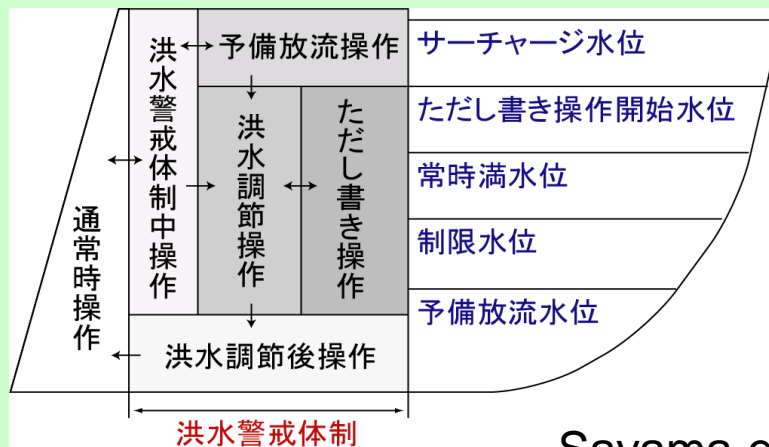 通常時操作
洪水警戒体制中操作
予備放流操作
洪水調節操作
ただし書き操作
洪水調節後操作
サーチャージ水位
ただし書き操作開始水位
常時満水位
制限水位
予備放流水位
洪水警戒体制
Sayama